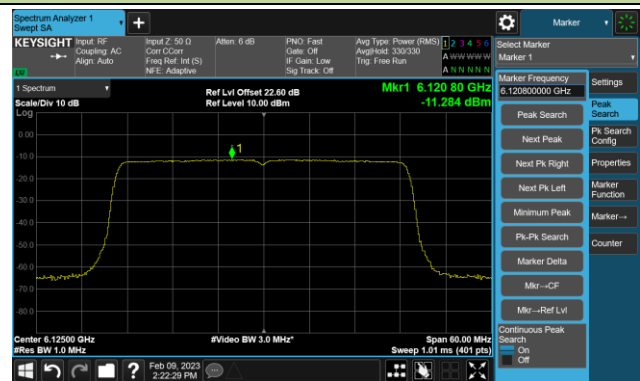 Spectrum Analyzer 1
Swept SA
+
Marker
KEYSIGHT
Input: RF
Coupling: AC
Align: Auto
Input Z: 50 Ω
Corr CCorr
Freq Ref: Int (S)
NFE: Adaptive
Atten: 6 dB
PNO: Fast
Gate: Off
IF Gain: Low
Sig Track: Off
Avg Type: Power (RMS)
Avg|Hold: 330/330
Trig: Free Run
1 2 3 4 5 6
A W W W W W
A N N N N N
Select Marker
Marker 1
1 Spectrum
Scale/Div 10 dB
Log
Ref Lvl Offset 22.60 dB
Ref Level 10.00 dBm
Mkr1 6.120 80 GHz
-11.284 dBm
Marker Frequency
6.120800000 GHz
Peak Search
Next Peak
Next Pk Right
Next Pk Left
Minimum Peak
Pk-Pk Search
Marker Delta
Mkr→CF
Mkr→Ref Lvl
Continuous Peak
Search
On
Off
Settings
Peak
Search
Pk Search
Config
Properties
Marker
Function
Marker→
Counter
0.00
-10.0
-20.0
-30.0
-40.0
-50.0
-60.0
-70.0
-80.0
1
Center 6.12500 GHz
#Res BW 1.0 MHz
#Video BW 3.0 MHz*
Span 60.00 MHz
Sweep 1.01 ms (401 pts)
?
Feb 09, 2023
2:22:29 PM